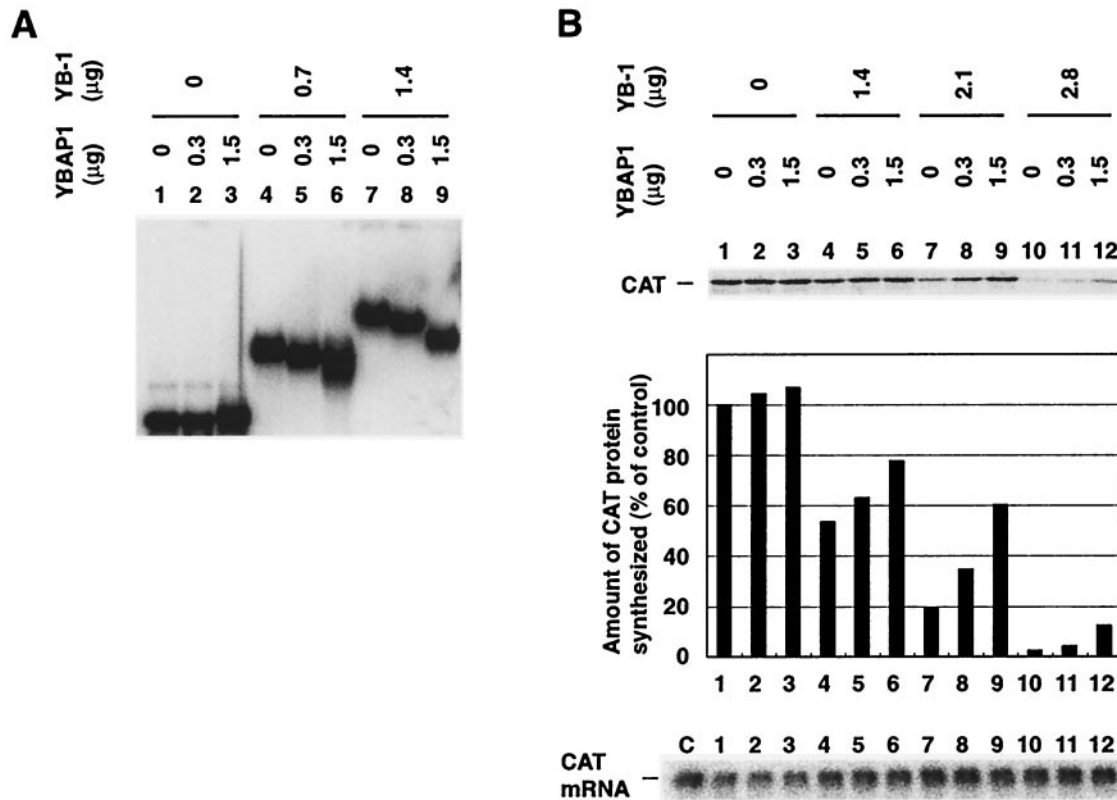 A
YB-1 (μg)
0 0.7 1.4
YBAP1 (μg)
0 0.3 1.5 0 0.3 1.5 0 0.3 1.5
1 2 3 4 5 6 7 8 9
B
YB-1 (μg)
0 1.4 2.1 2.8
YBAP1 (μg)
0 0.3 1.5 0 0.3 1.5 0 0.3 1.5 0 0.3 1.5
1 2 3 4 5 6 7 8 9 10 11 12
CAT –
Amount of CAT protein
synthesized (% of control)
100
80
60
40
20
0
1 2 3 4 5 6 7 8 9 10 11 12
C 1 2 3 4 5 6 7 8 9 10 11 12
CAT –
mRNA